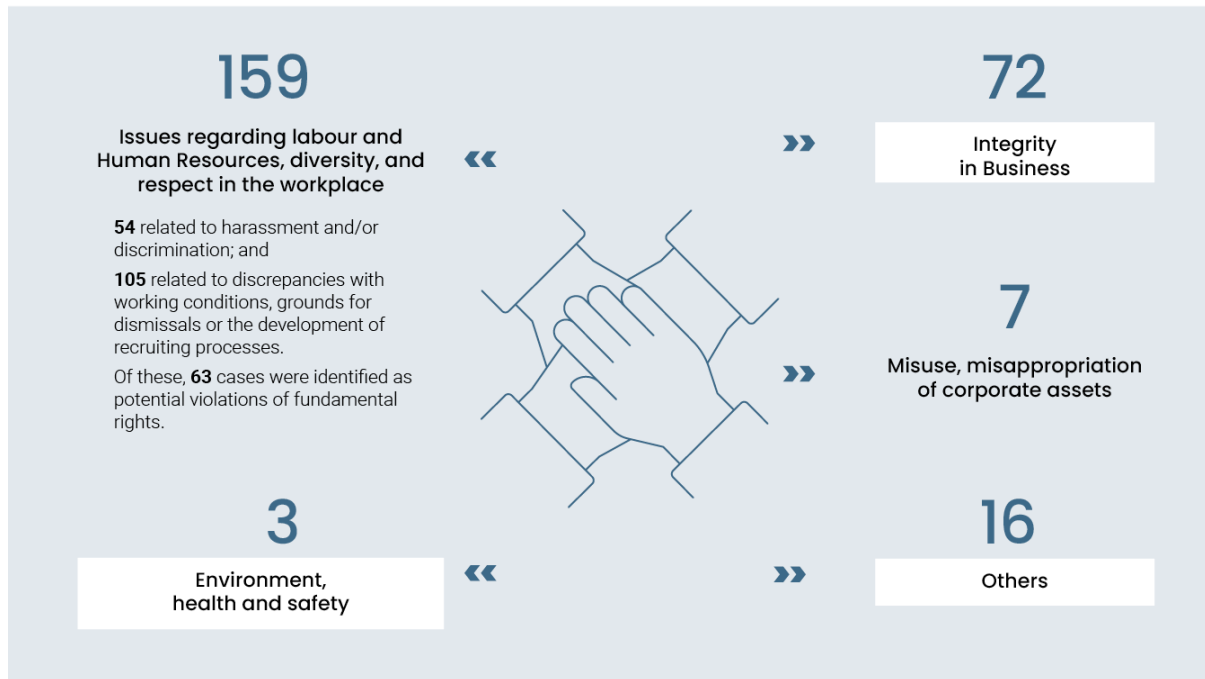 159
Issues regarding labour and
Human Resources, diversity, and
respect in the workplace
54 related to harassment and/or
discrimination; and
105 related to discrepancies with
working conditions, grounds for
dismissals or the development of
recruiting processes.
Of these, 63 cases were identified as
potential violations of fundamental
rights.
3
Environment,
health and safety
72
Integrity
in Business
7
Misuse, misappropriation
of corporate assets
16
Others